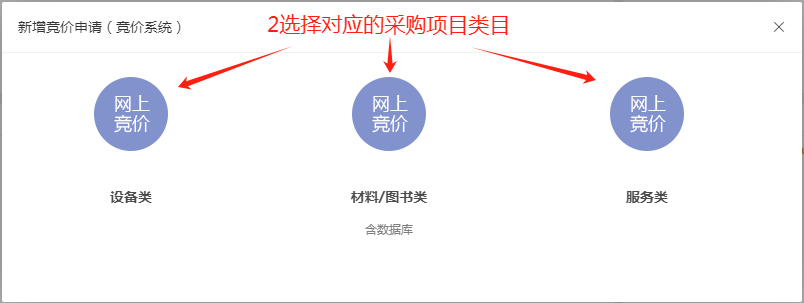 新增竞价申请（竞价系统）
2选择对应的采购项目类目
网上
竞价
网上
竞价
网上
竞价
设备类
材料/图书类
服务类
含数据库